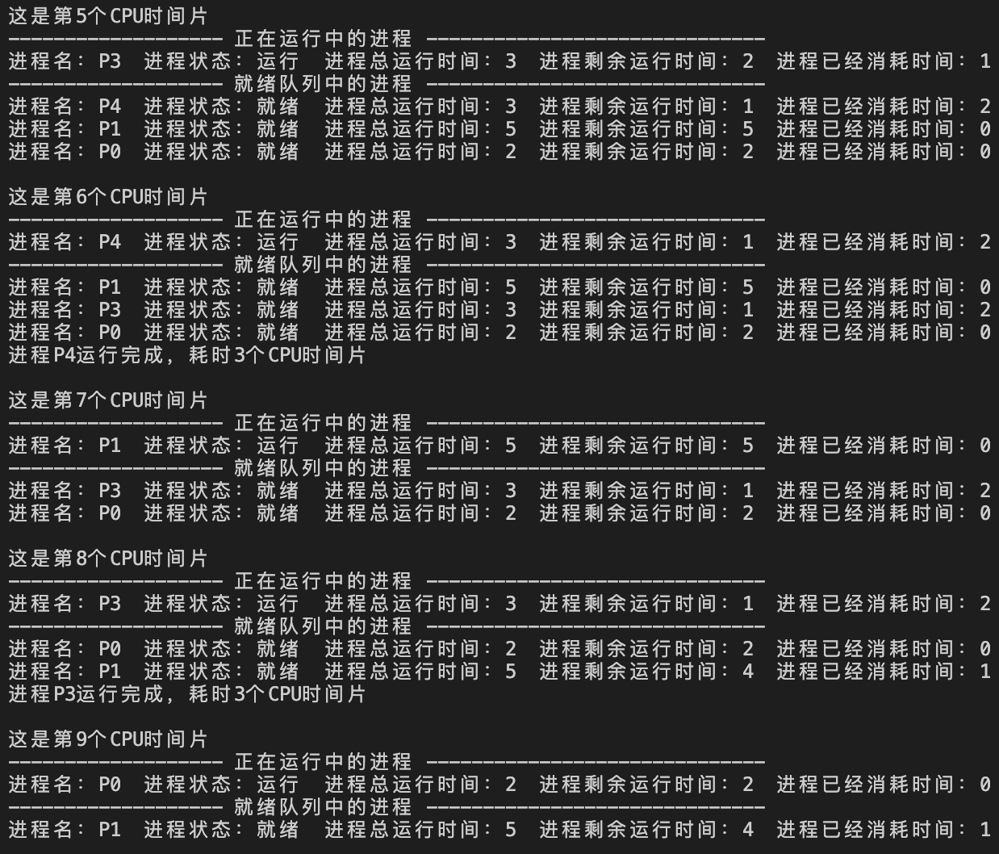 这是第5个CPU时间片
------------------- 正在运行中的进程 ------------------------------
进程名: P3  进程状态: 运行  进程总运行时间: 3  进程剩余运行时间: 2  进程已经消耗时间: 1
------------------- 就绪队列中的进程 ------------------------------
进程名: P4  进程状态: 就绪  进程总运行时间: 3  进程剩余运行时间: 1  进程已经消耗时间: 2
进程名: P1  进程状态: 就绪  进程总运行时间: 5  进程剩余运行时间: 5  进程已经消耗时间: 0
进程名: P0  进程状态: 就绪  进程总运行时间: 2  进程剩余运行时间: 2  进程已经消耗时间: 0

这是第6个CPU时间片
------------------- 正在运行中的进程 ------------------------------
进程名: P4  进程状态: 运行  进程总运行时间: 3  进程剩余运行时间: 1  进程已经消耗时间: 2
------------------- 就绪队列中的进程 ------------------------------
进程名: P1  进程状态: 就绪  进程总运行时间: 5  进程剩余运行时间: 5  进程已经消耗时间: 0
进程名: P3  进程状态: 就绪  进程总运行时间: 3  进程剩余运行时间: 1  进程已经消耗时间: 2
进程名: P0  进程状态: 就绪  进程总运行时间: 2  进程剩余运行时间: 2  进程已经消耗时间: 0
进程P4运行完成, 耗时3个CPU时间片

这是第7个CPU时间片
------------------- 正在运行中的进程 ------------------------------
进程名: P1  进程状态: 运行  进程总运行时间: 5  进程剩余运行时间: 5  进程已经消耗时间: 0
------------------- 就绪队列中的进程 ------------------------------
进程名: P3  进程状态: 就绪  进程总运行时间: 3  进程剩余运行时间: 1  进程已经消耗时间: 2
进程名: P0  进程状态: 就绪  进程总运行时间: 2  进程剩余运行时间: 2  进程已经消耗时间: 0

这是第8个CPU时间片
------------------- 正在运行中的进程 ------------------------------
进程名: P3  进程状态: 运行  进程总运行时间: 3  进程剩余运行时间: 1  进程已经消耗时间: 2
------------------- 就绪队列中的进程 ------------------------------
进程名: P0  进程状态: 就绪  进程总运行时间: 2  进程剩余运行时间: 2  进程已经消耗时间: 0
进程名: P1  进程状态: 就绪  进程总运行时间: 5  进程剩余运行时间: 4  进程已经消耗时间: 1
进程P3运行完成, 耗时3个CPU时间片

这是第9个CPU时间片
------------------- 正在运行中的进程 ------------------------------
进程名: P0  进程状态: 运行  进程总运行时间: 2  进程剩余运行时间: 2  进程已经消耗时间: 0
------------------- 就绪队列中的进程 ------------------------------
进程名: P1  进程状态: 就绪  进程总运行时间: 5  进程剩余运行时间: 4  进程已经消耗时间: 1